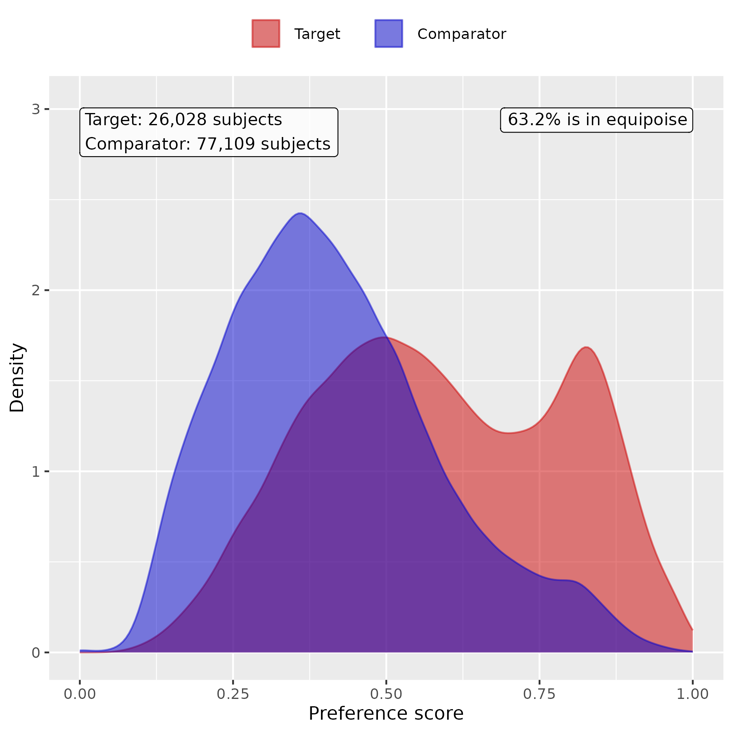 Target
Comparator
Target: 26,028 subjects
Comparator: 77,109 subjects
63.2% is in equipoise
3
2
1
0
Density
0.00
0.25
0.50
0.75
1.00
Preference score